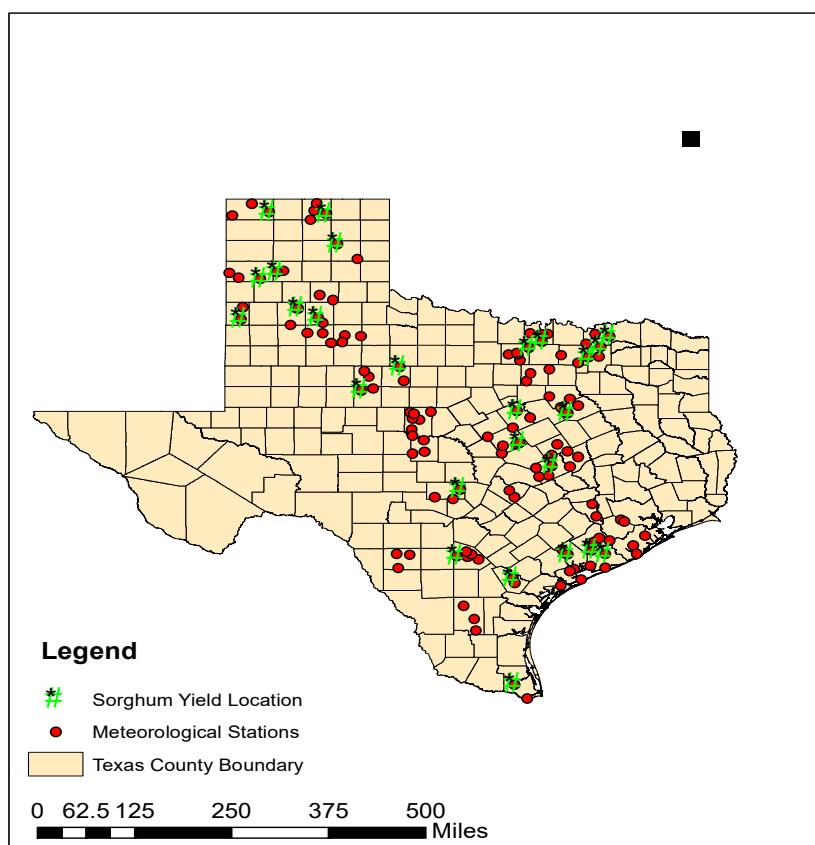 Legend
Sorghum Yield Location
Meteorological Stations
Texas County Boundary
0 62.5 125 250 375 500
Miles